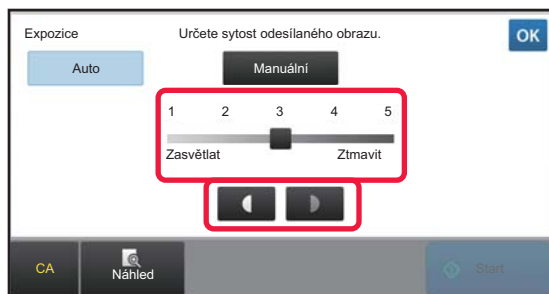 Expozice
Určete sytost odesílaného obrazu.
OK
Auto
Manuální
1 2 3 4 5
Zasvětlat
Ztmavit
CA
Náhled
Start